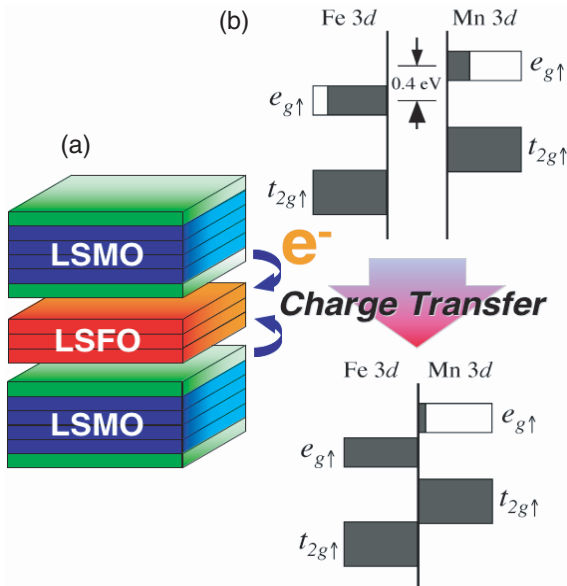 (b)
Fe 3d
Mn 3d
e_g↑
0.4 eV
e_g↑
t_2g↑
t_2g↑
(a)
LSMO
e-
LSFO
Charge Transfer
LSMO
Fe 3d
Mn 3d
e_g↑
e_g↑
t_2g↑
t_2g↑